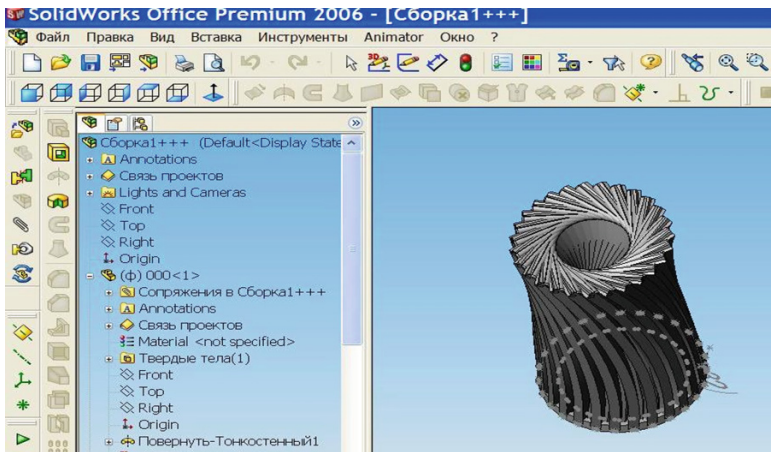 SolidWorks Office Premium 2006 - [Сборка1+++]
Файл Правка Вид Вставка Инструменты Animator Окно ?
Сборка1+++ (Default<Display State
Annotations
Связь проектов
Lights and Cameras
Front
Top
Right
Origin
(ф) 000<1>
Сопряжения в Сборка1+++
Annotations
Связь проектов
Material <not specified>
Твердые тела(1)
Front
Top
Right
Origin
Повернуть-Тонкостенный1